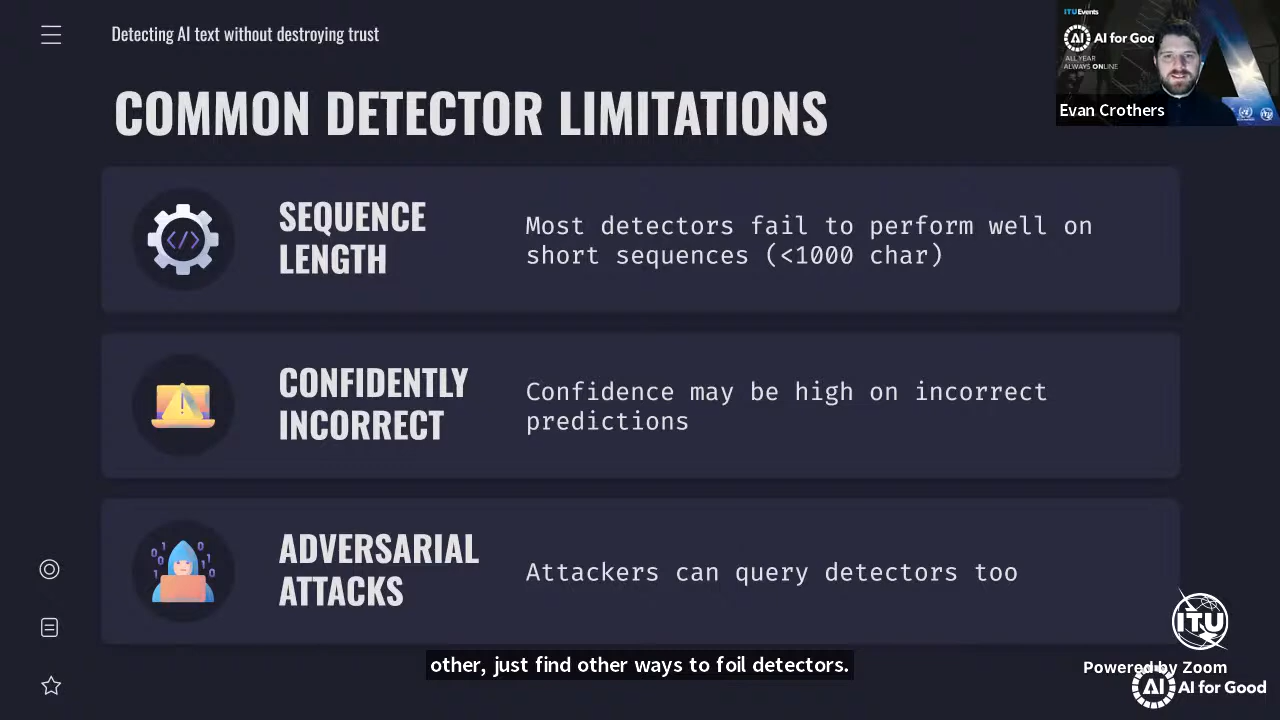 Detecting AI text without destroying trust
ITUEvents
AI for Goo
ALL YEAR
ALWAYS ONLINE
Evan Crothers
COMMON DETECTOR LIMITATIONS
SEQUENCE
LENGTH
Most detectors fail to perform well on
short sequences (<1000 char)
CONFIDENTLY
INCORRECT
Confidence may be high on incorrect
predictions
ADVERSARIAL
ATTACKS
Attackers can query detectors too
ITU
other, just find other ways to foil detectors.
Powered by Zoom
AI AI for Good